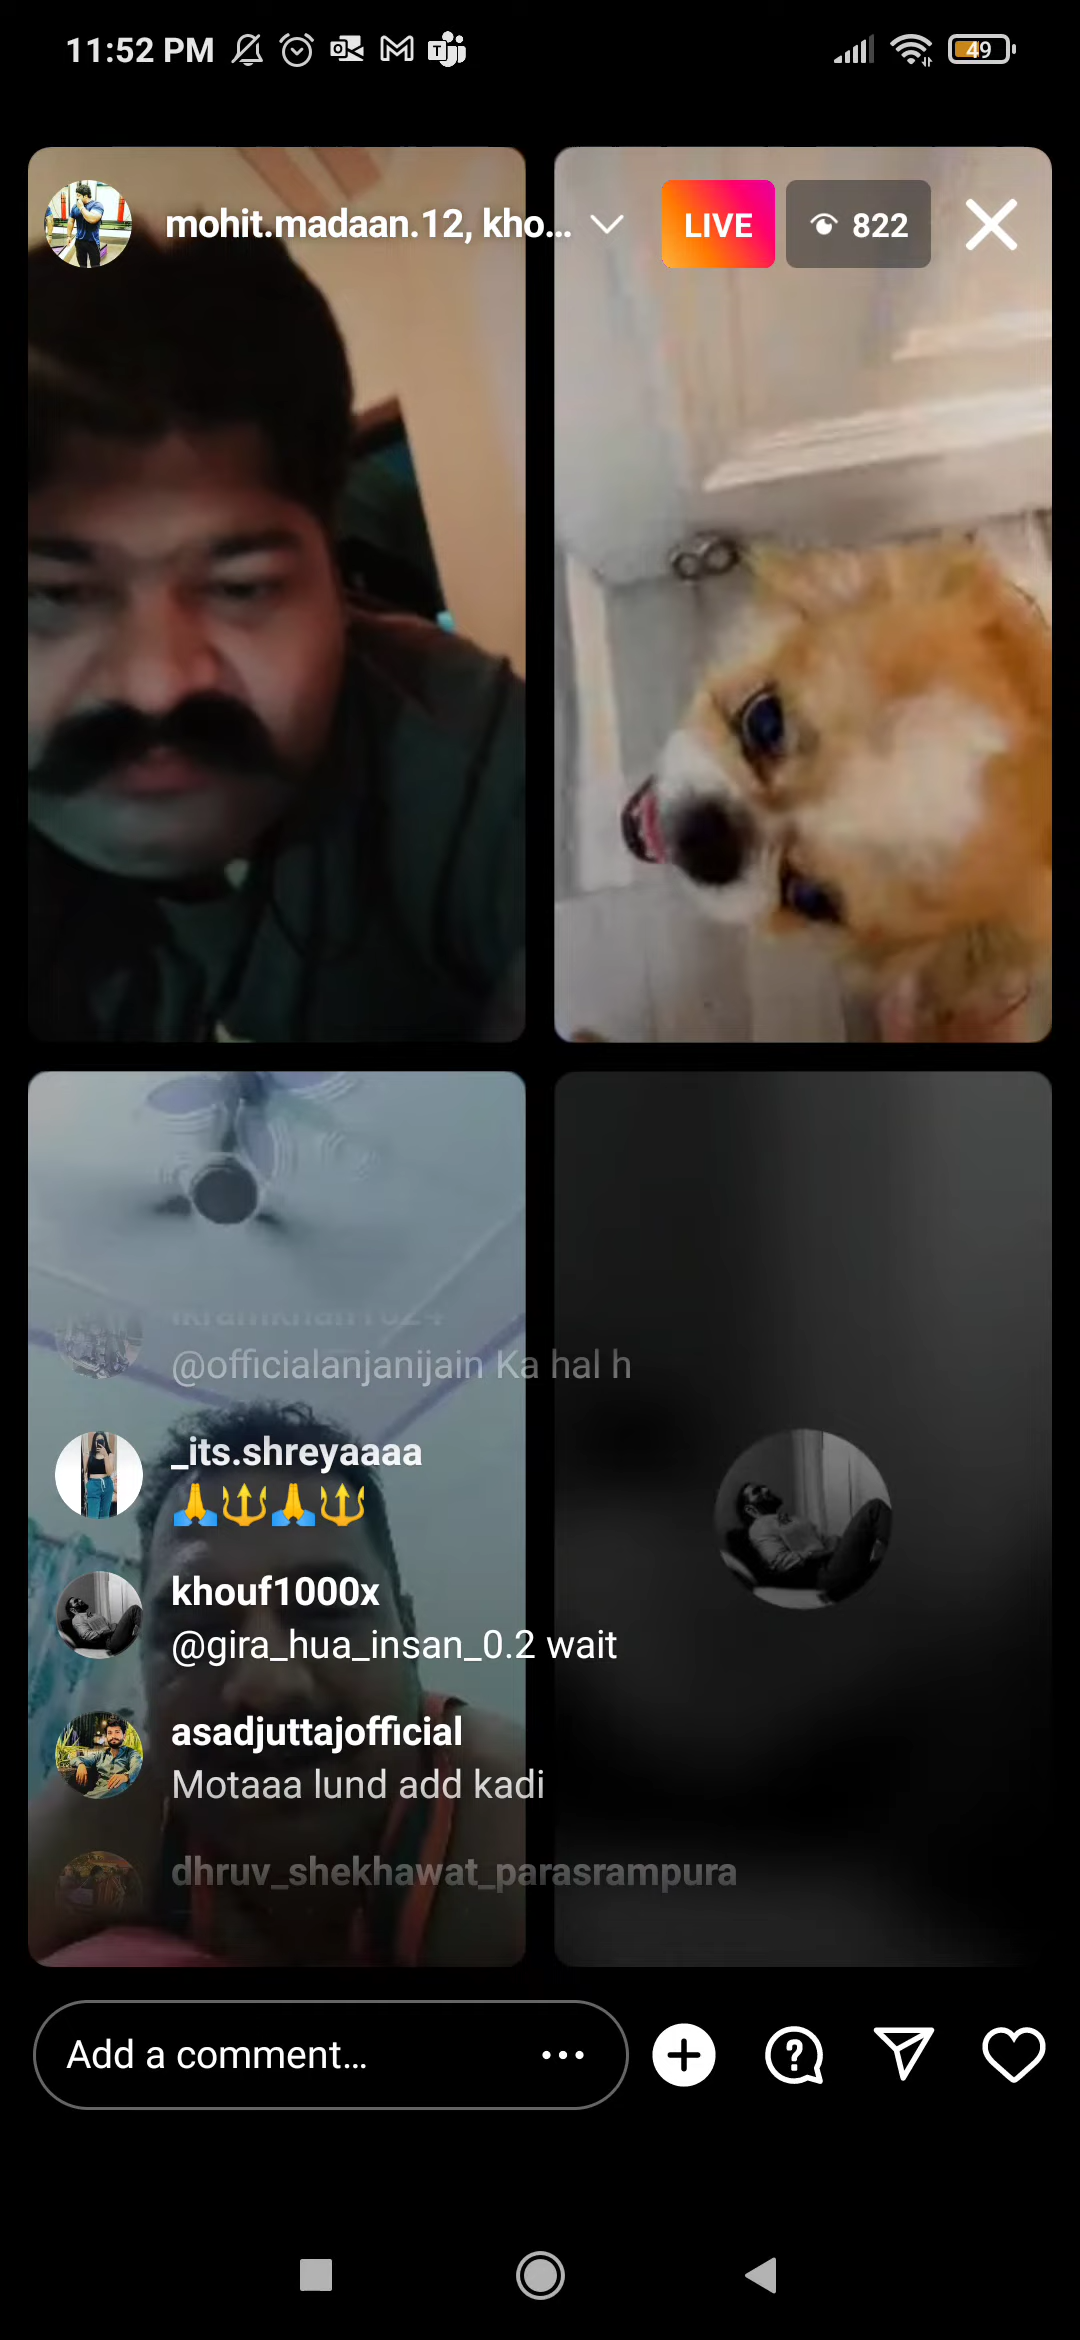 11:52 PM
49
mohit.madaan.12, kho...
LIVE
822
@officialanjanijain Ka hal h
_its.shreyaaaa
🙏🔱🙏🔱
khouf1000x
@gira_hua_insan_0.2 wait
asadjuttajofficial
Motaaa lund add kadi
dhruv_shekhawat_parasrampura
Add a comment...